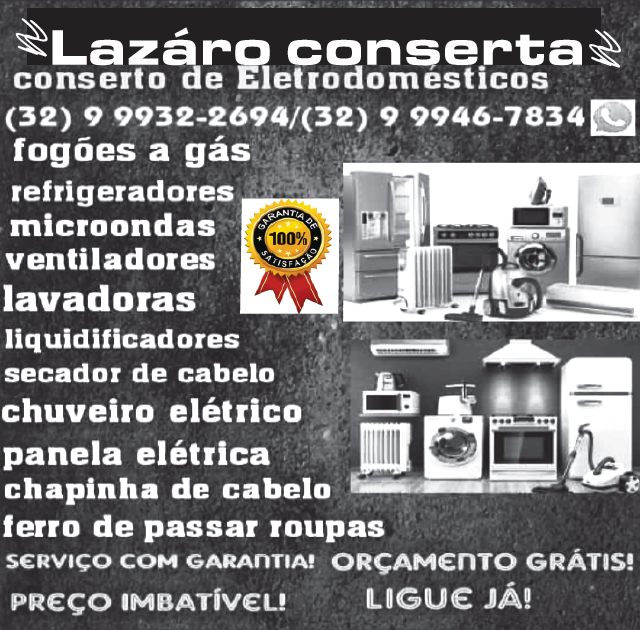 Lazáro conserta
conserto de Eletrodomésticos
(32) 9 9932-2694/(32) 9 9946-7834
fogões a gás
refrigeradores
microondas
ventiladores
lavadoras
liquidificadores
secador de cabelo
chuveiro elétrico
panela elétrica
chapinha de cabelo
ferro de passar roupas
GARANTIA DE
100%
SATISFAÇÃO
SERVIÇO COM GARANTIA! ORÇAMENTO GRÁTIS!
PREÇO IMBATÍVEL! LIGUE JÁ!